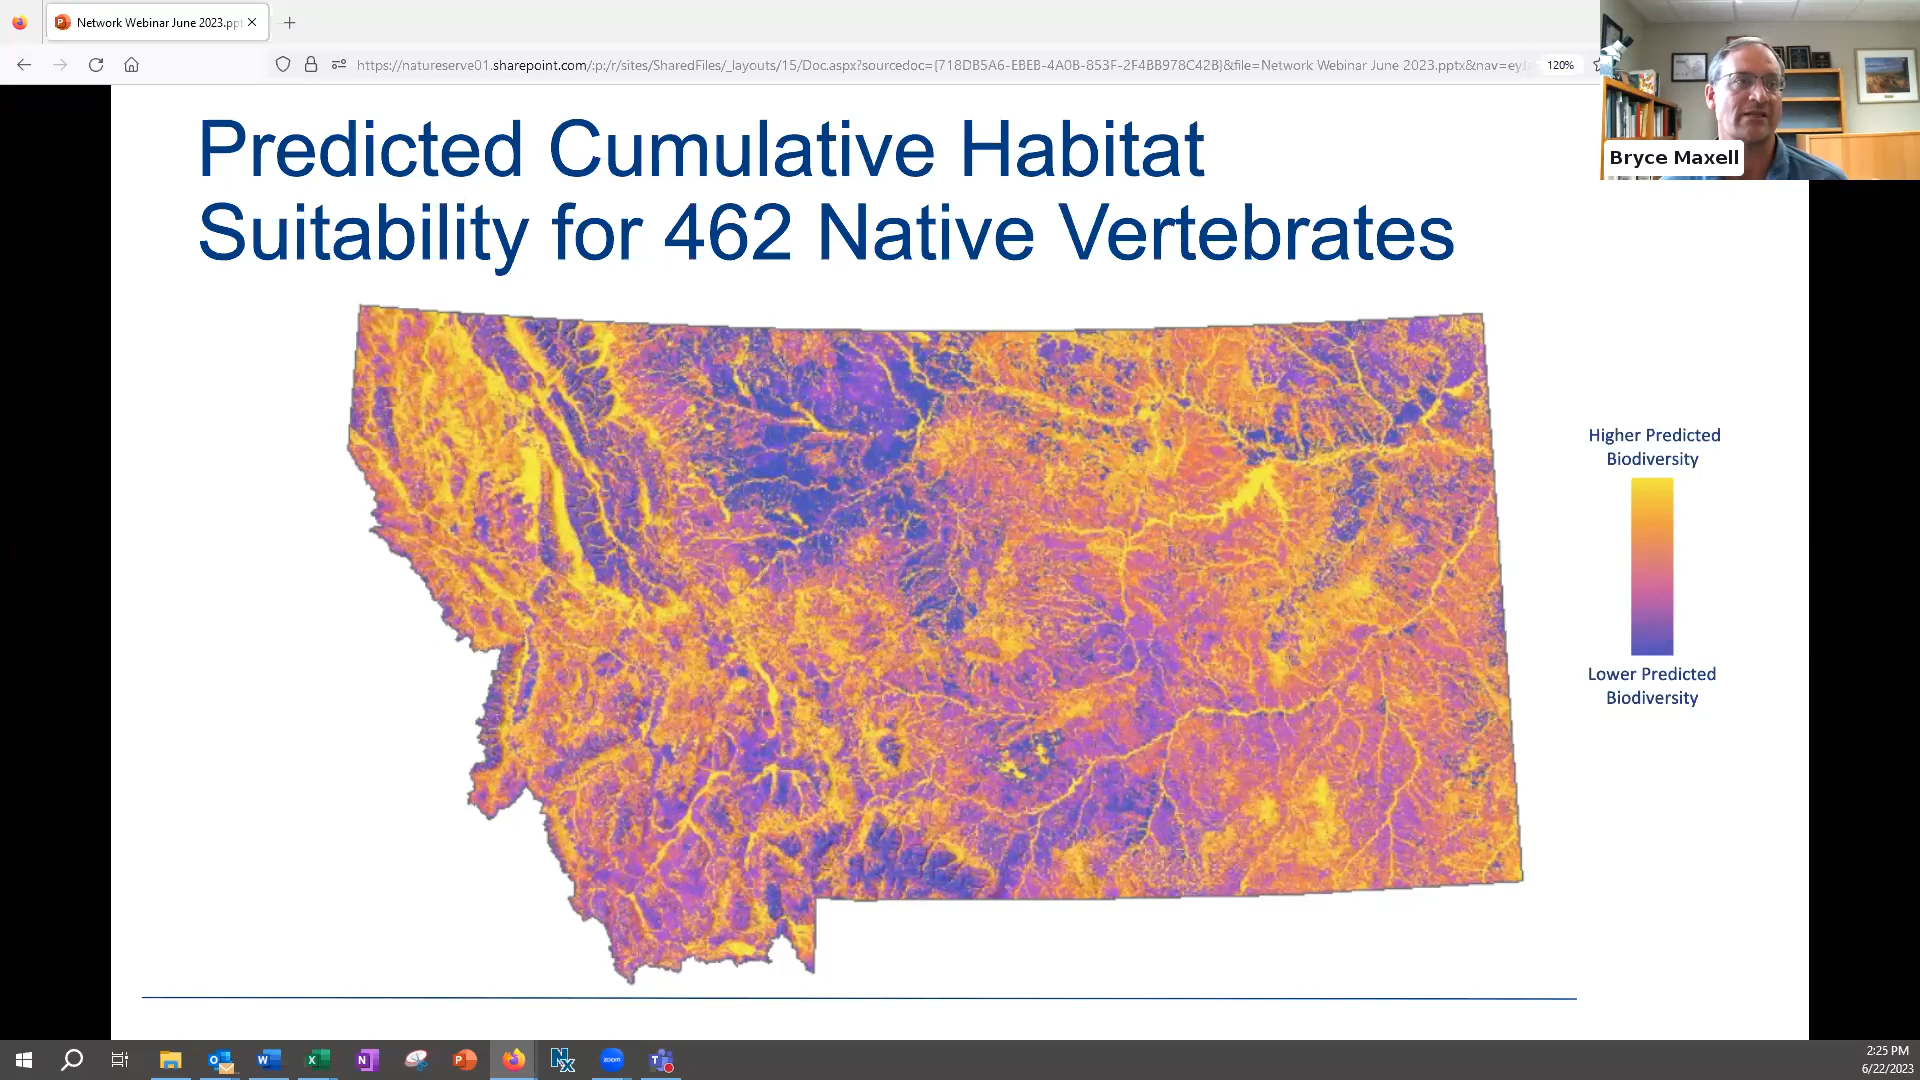 Network Webinar June 2023.pp
https://natureserve01.sharepoint.com/:p:/r/sites/SharedFiles/_layouts/15/Doc.aspx?sourcedoc={718DB5A6-EBEB-4A0B-853F-2F4BB978C42B}&file=Network Webinar June 2023.pptx&nav=eyJ
120%
Bryce Maxell
Predicted Cumulative Habitat
Suitability for 462 Native Vertebrates
Higher Predicted
Biodiversity
Lower Predicted
Biodiversity
2:25 PM
6/22/2023